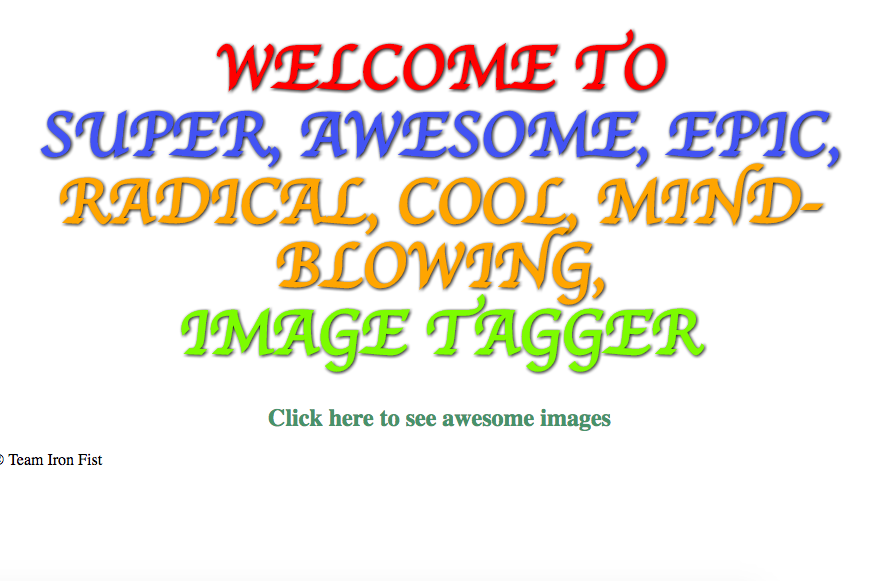 WELCOME TO
SUPER, AWESOME, EPIC,
RADICAL, COOL, MIND-
BLOWING,
IMAGE TAGGER
Click here to see awesome images
© Team Iron Fist